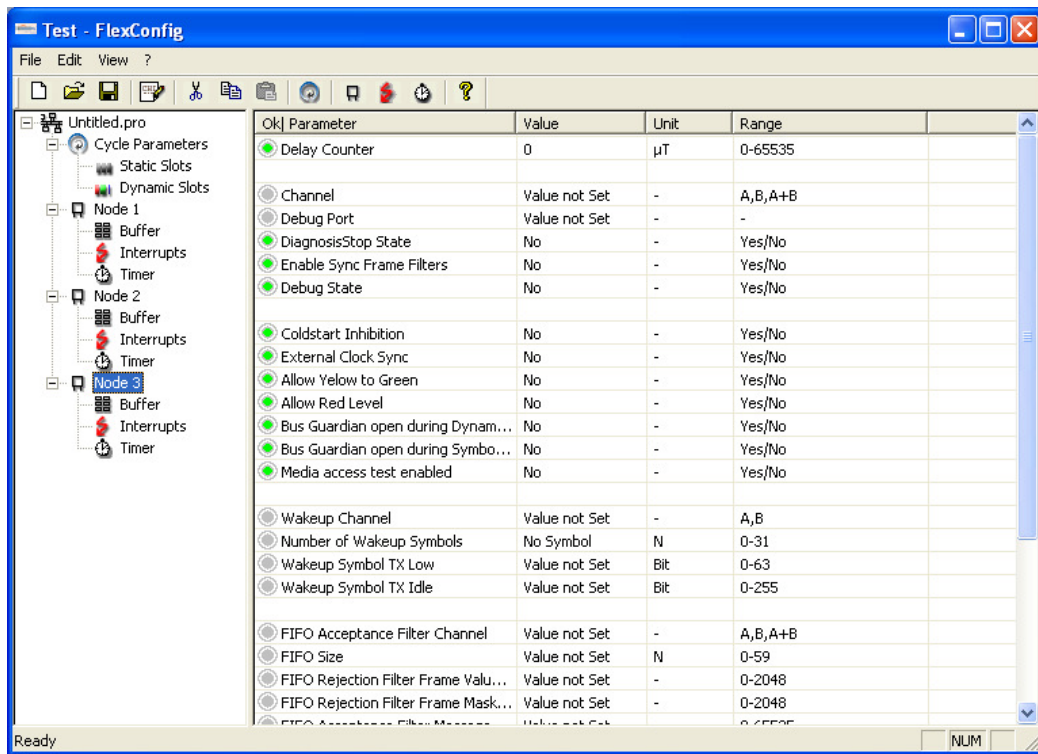 Test - FlexConfig
File Edit View ?
Untitled.pro
Cycle Parameters
Static Slots
Dynamic Slots
Node 1
Buffer
Interrupts
Timer
Node 2
Buffer
Interrupts
Timer
Node 3
Buffer
Interrupts
Timer
Ok| Parameter Value Unit Range
Delay Counter 0 µT 0-65535
Channel Value not Set - A,B,A+B
Debug Port Value not Set - -
DiagnosisStop State No - Yes/No
Enable Sync Frame Filters No - Yes/No
Debug State No - Yes/No
Coldstart Inhibition No - Yes/No
External Clock Sync No - Yes/No
Allow Yelow to Green No - Yes/No
Allow Red Level No - Yes/No
Bus Guardian open during Dynam... No - Yes/No
Bus Guardian open during Symbo... No - Yes/No
Media access test enabled No - Yes/No
Wakeup Channel Value not Set - A,B
Number of Wakeup Symbols No Symbol N 0-31
Wakeup Symbol TX Low Value not Set Bit 0-63
Wakeup Symbol TX Idle Value not Set Bit 0-255
FIFO Acceptance Filter Channel Value not Set - A,B,A+B
FIFO Size Value not Set N 0-59
FIFO Rejection Filter Frame Valu... Value not Set - 0-2048
FIFO Rejection Filter Frame Mask... Value not Set - 0-2048
Ready NUM